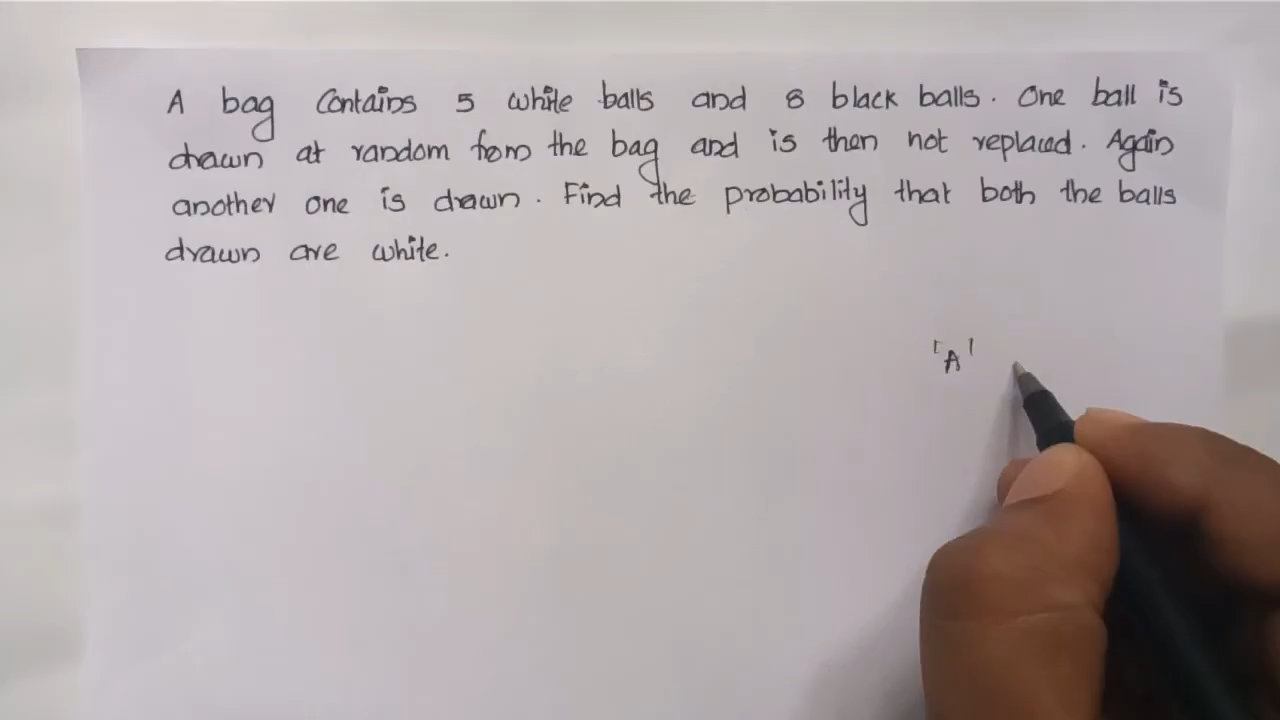 A bag Contains 5 white balls and 8 black balls. One ball is
drawn at random from the bag and is then not replaced. Again
another one is drawn. Find the probability that both the balls
drawn are white.
'A'